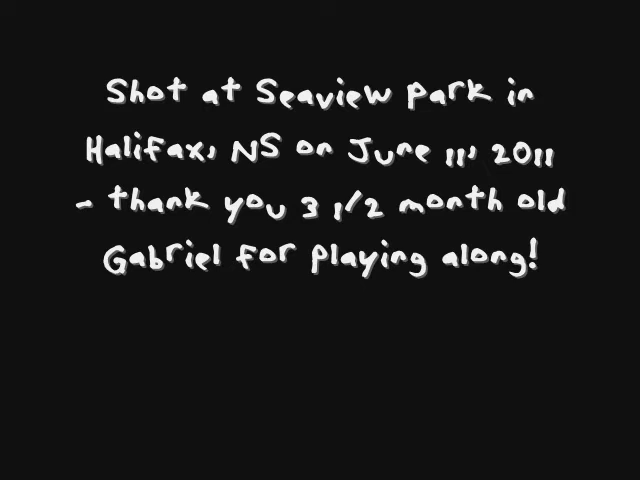 Shot at Seaview Park in
Halifax, NS on June 11, 2011
- thank you 3 1/2 month old
Gabriel for playing along!